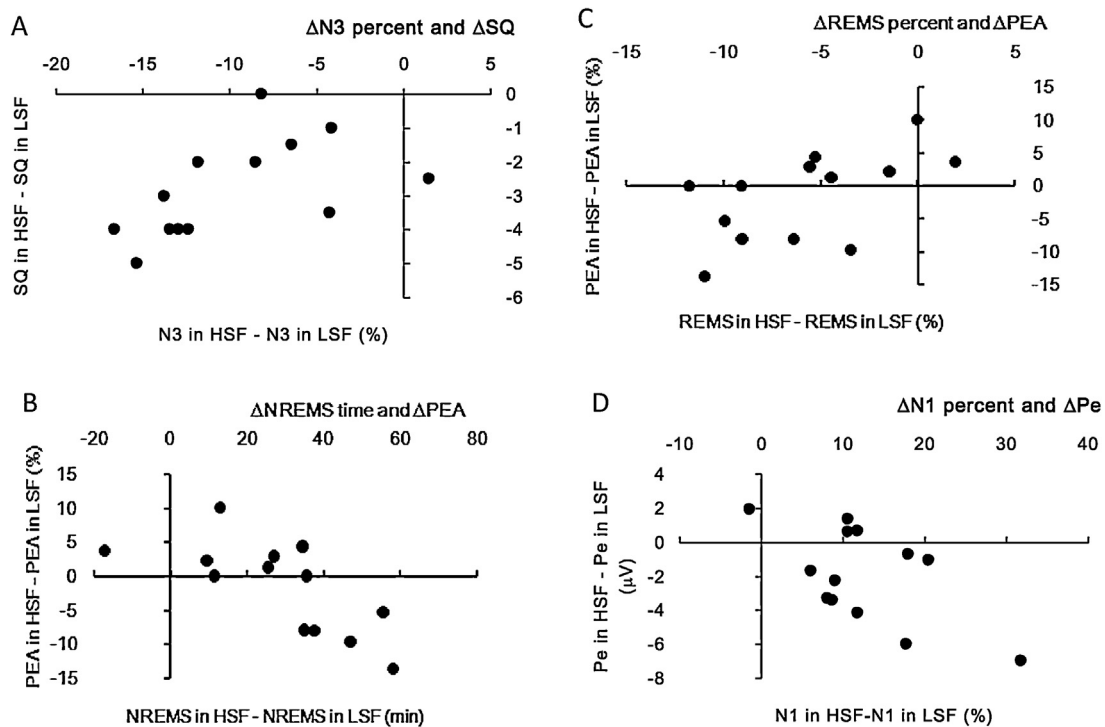 A
ΔN3 percent and ΔSQ
-20 -15 -10 -5 0 5
0
-1
-2
-3
-4
-5
-6
SQ in HSF - SQ in LSF
N3 in HSF - N3 in LSF (%)
C
ΔREMS percent and ΔPEA
-15 -10 -5 0 5
15
10
5
0
-5
-10
-15
PEA in HSF - PEA in LSF (%)
REMS in HSF - REMS in LSF (%)
B
ΔNREMS time and ΔPEA
-20 0 20 40 60 80
15
10
5
0
-5
-10
-15
PEA in HSF - PEA in LSF (%)
NREMS in HSF - NREMS in LSF (min)
D
ΔN1 percent and ΔPe
-10 0 10 20 30 40
4
2
0
-2
-4
-6
-8
Pe in HSF - Pe in LSF
(μV)
N1 in HSF-N1 in LSF (%)